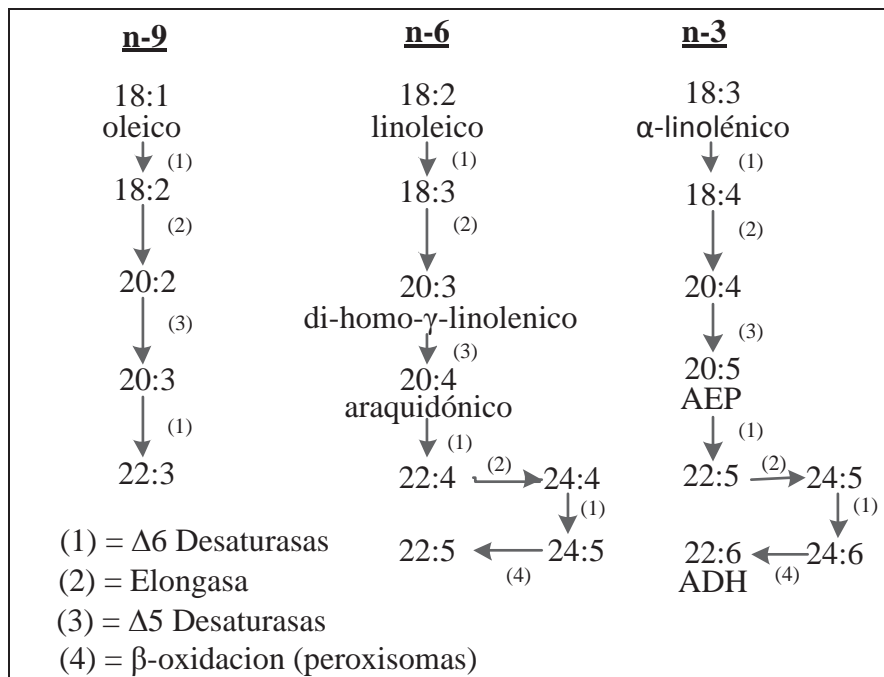 n-9 n-6 n-3
18:1 18:2 18:3
oleico linoleico α-linolénico
(1) (1) (1)
18:2 18:3 18:4
(2) (2) (2)
20:2 20:3 20:4
di-homo-γ-linolenico
(3) (3) (3)
20:3 20:4 20:5
araquidónico AEP
(1) (1) (1)
22:3 22:4 (2) 24:4 22:5 (2) 24:5
(1) (1)
22:5 (4) 24:5 22:6 (4) 24:6
ADH
(1) = Δ6 Desaturasas
(2) = Elongasa
(3) = Δ5 Desaturasas
(4) = β-oxidacion (peroxisomas)